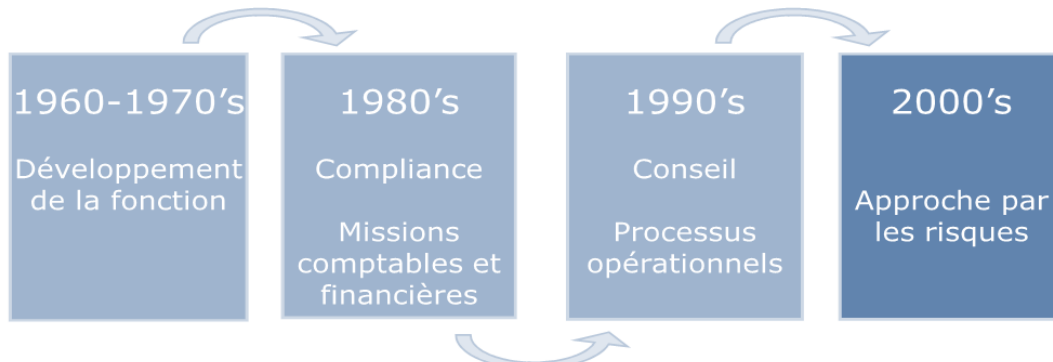 1960-1970's
Développement
de la fonction
1980's
Compliance
Missions
comptables et
financières
1990's
Conseil
Processus
opérationnels
2000's
Approche par
les risques